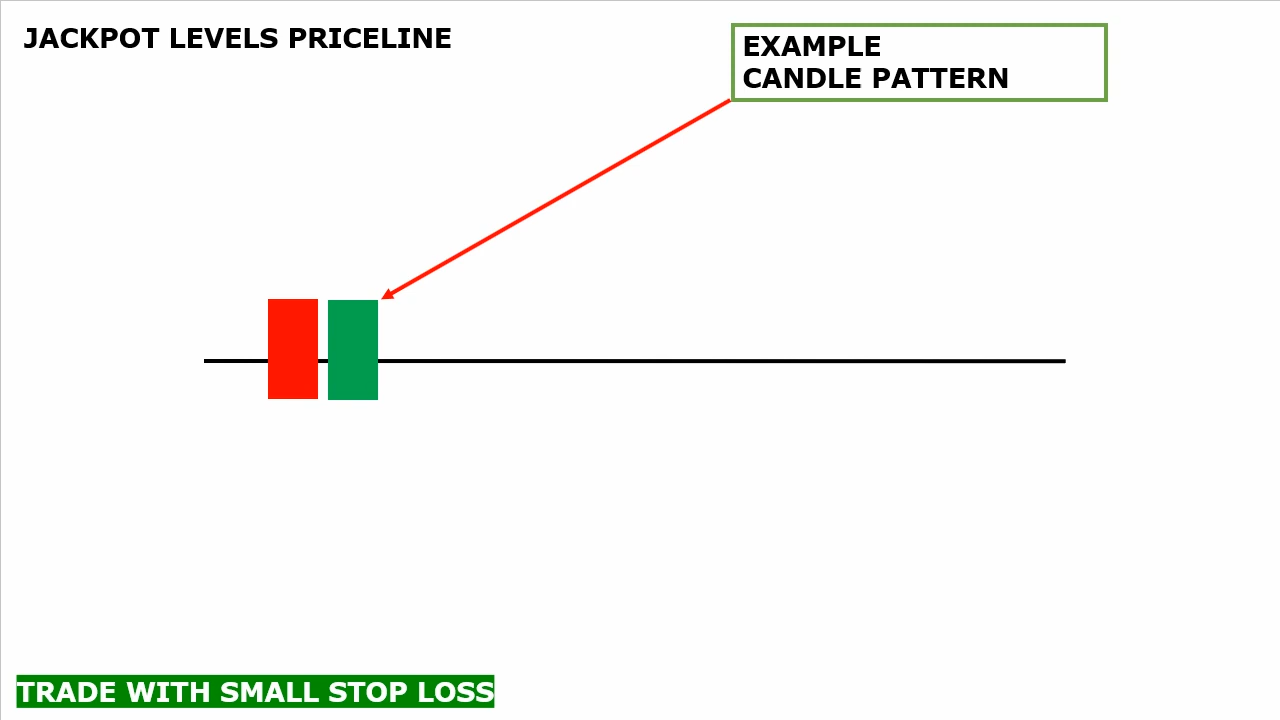 JACKPOT LEVELS PRICELINE
EXAMPLE
CANDLE PATTERN
TRADE WITH SMALL STOP LOSS